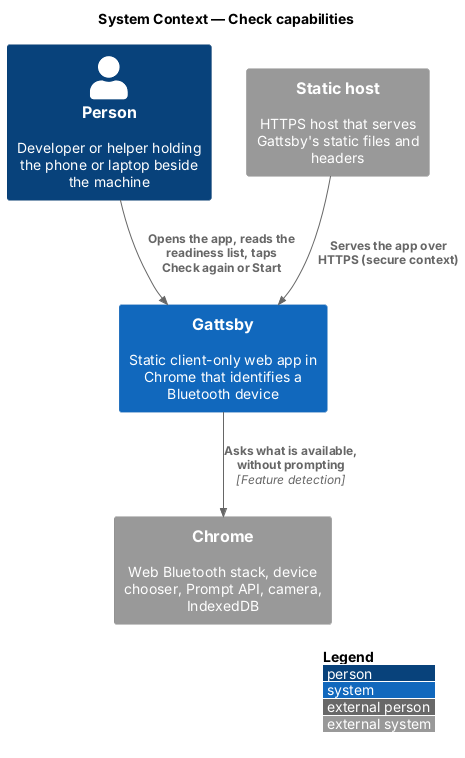 System Context — Check capabilities
Person
Developer or helper holding
the phone or laptop beside
the machine
Static host
HTTPS host that serves
Gattsby's static files and
headers
Opens the app, reads the
readiness list, taps
Check again or Start
Serves the app over
HTTPS (secure context)
Gattsby
Static client-only web app in
Chrome that identifies a
Bluetooth device
Asks what is available,
without prompting
[Feature detection]
Chrome
Web Bluetooth stack, device
chooser, Prompt API, camera,
IndexedDB
Legend
person
system
external person
external system